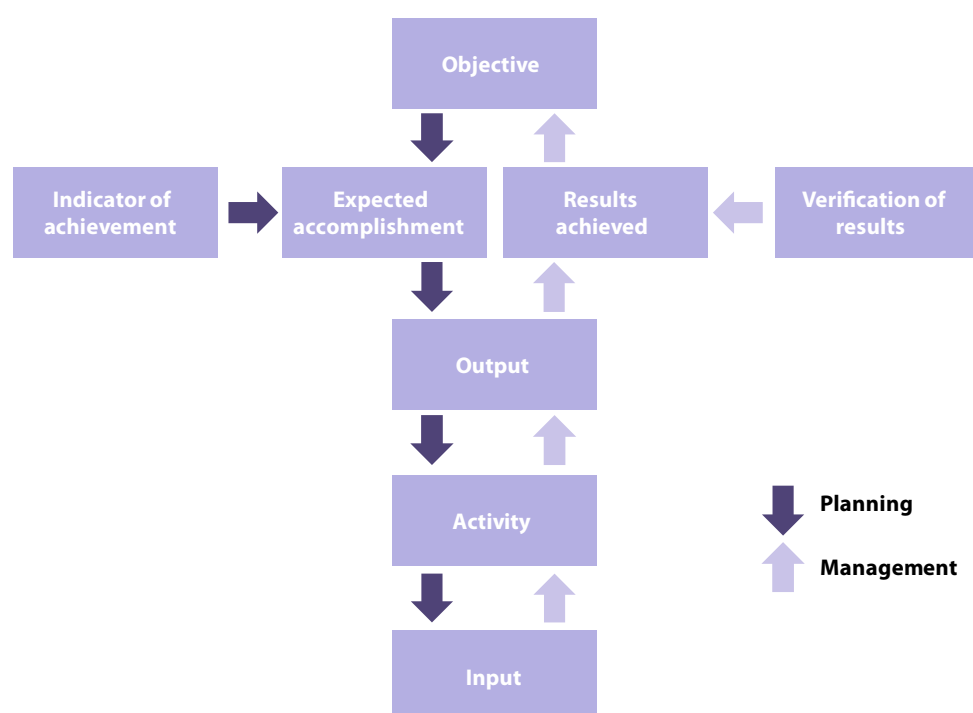 Objective
Indicator of
achievement
Expected
accomplishment
Results
achieved
Verification of
results
Output
Activity
Planning
Management
Input